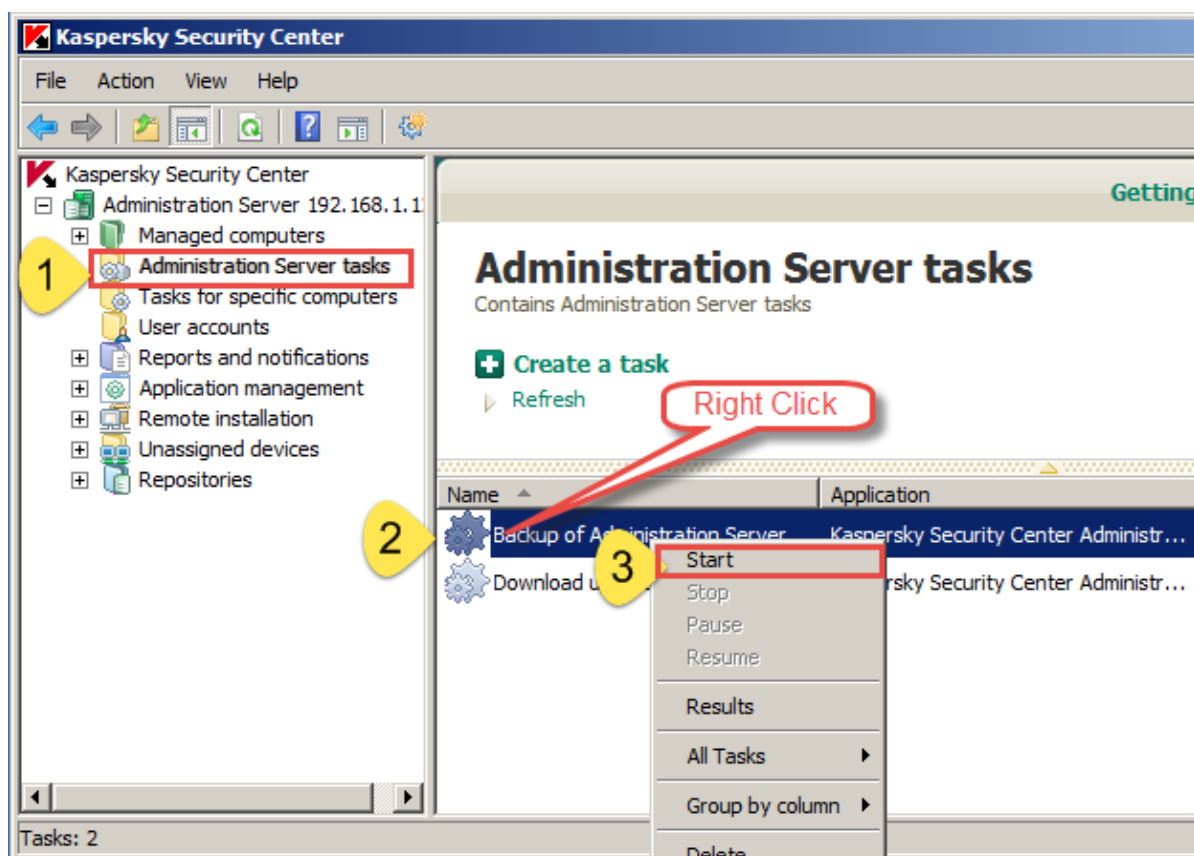 Kaspersky Security Center
File Action View Help
Kaspersky Security Center
Administration Server 192.168.1.1
Managed computers
1
Administration Server tasks
Tasks for specific computers
User accounts
Reports and notifications
Application management
Remote installation
Unassigned devices
Repositories
Getting
Administration Server tasks
Contains Administration Server tasks
Create a task
Refresh
Right Click
Name Application
2
Backup of Administration Server Kaspersky Security Center Administr...
3
Start
Download rsky Security Center Administr...
Stop
Pause
Resume
Results
All Tasks
Group by column
Delete
Tasks: 2